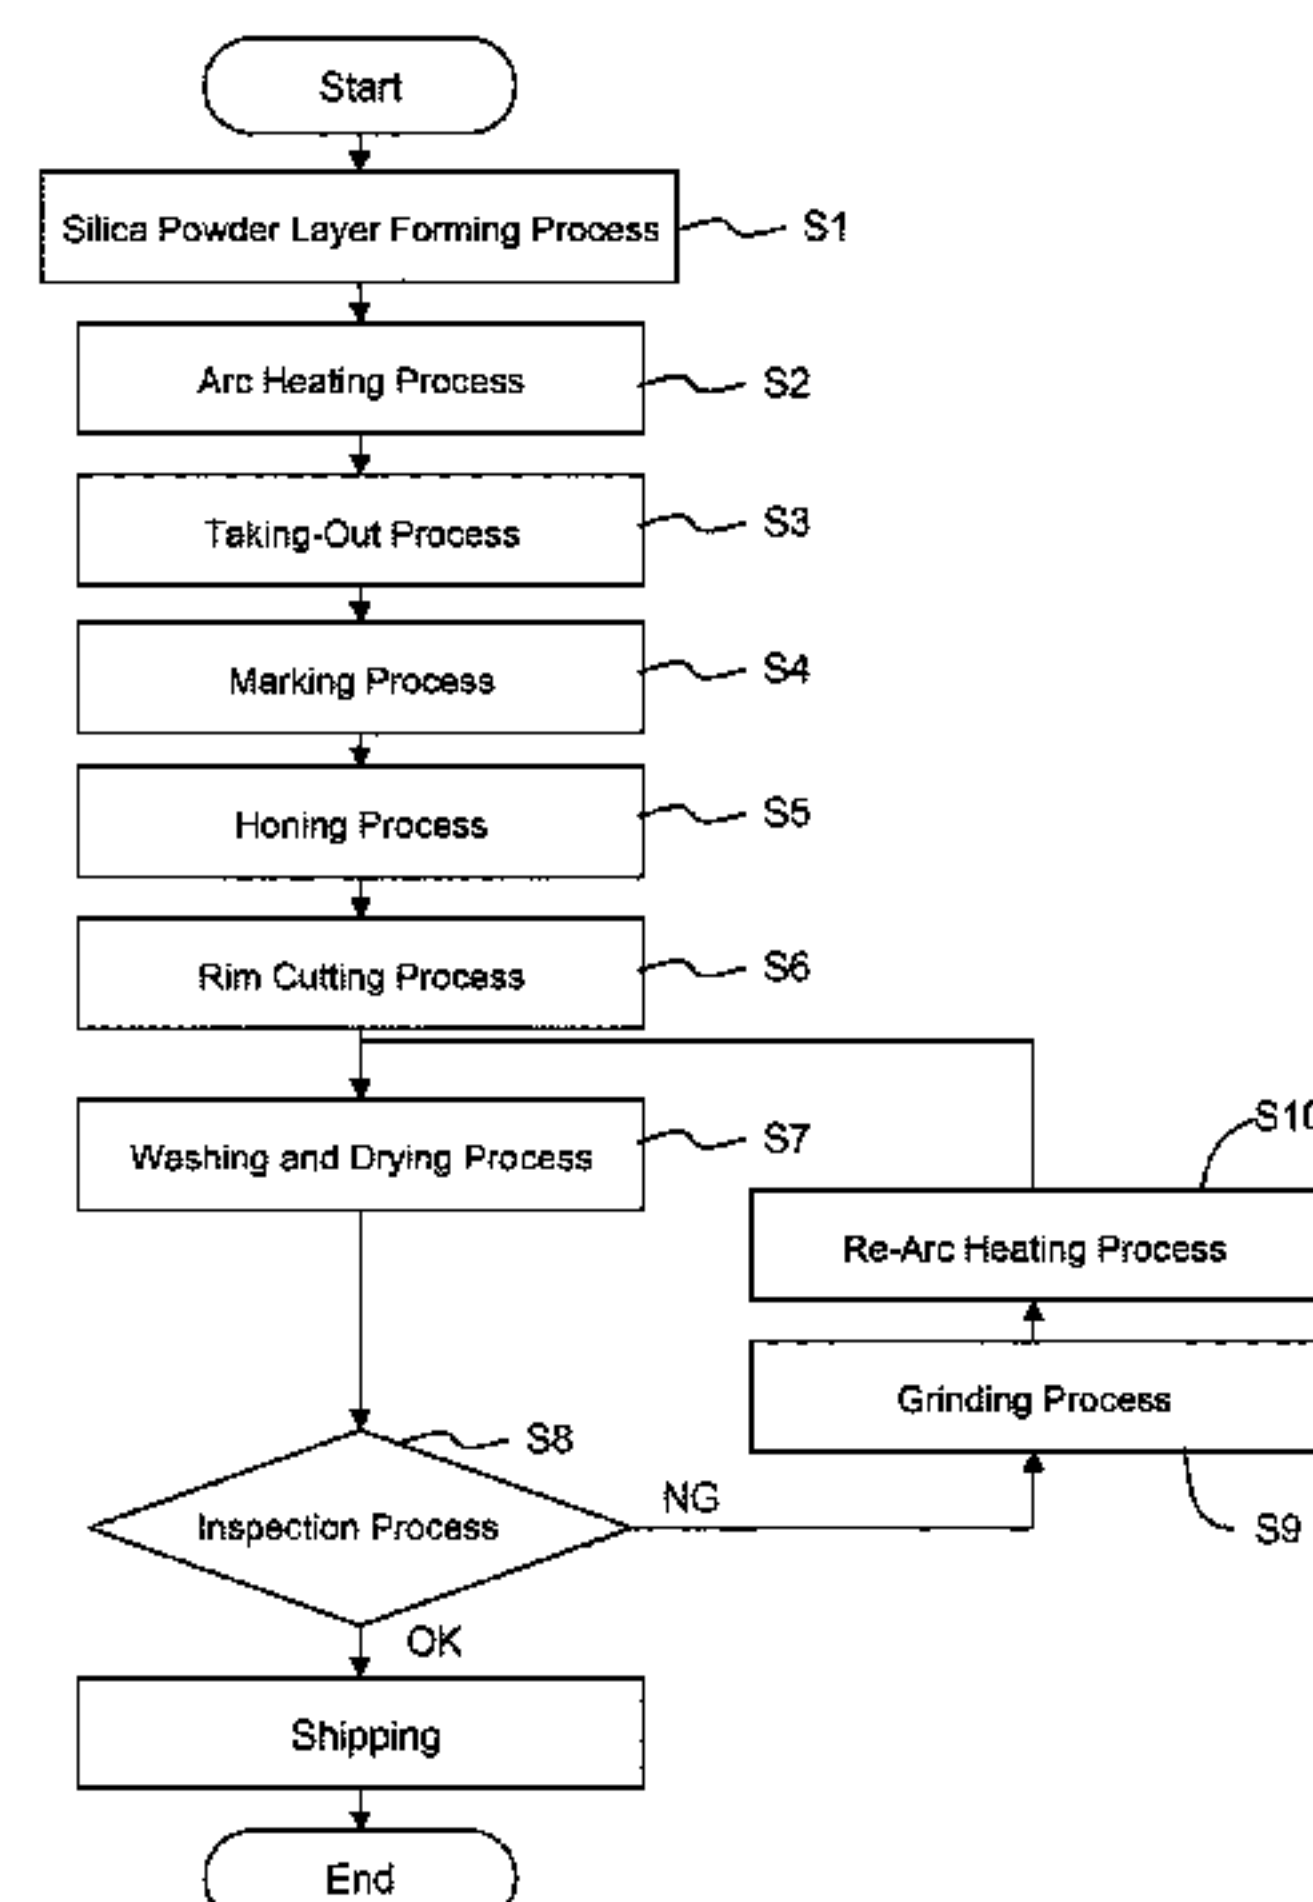 Start
Silica Powder Layer Forming Process
S1
Arc Heating Process
S2
Taking-Out Process
S3
Marking Process
S4
Honing Process
S5
Rim Cutting Process
S6
Washing and Drying Process
S7
S10
Re-Arc Heating Process
Grinding Process
S9
S8
Inspection Process
NG
OK
Shipping
End